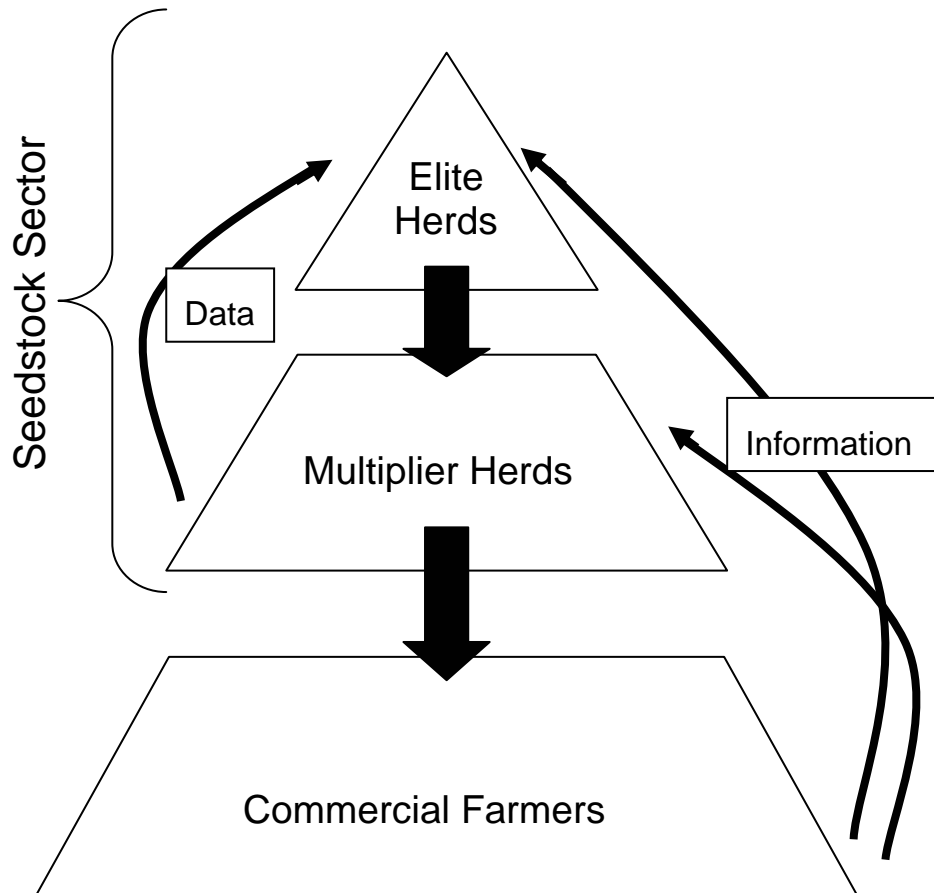 Seedstock Sector
Elite
Herds
Data
Information
Multiplier Herds
Commercial Farmers